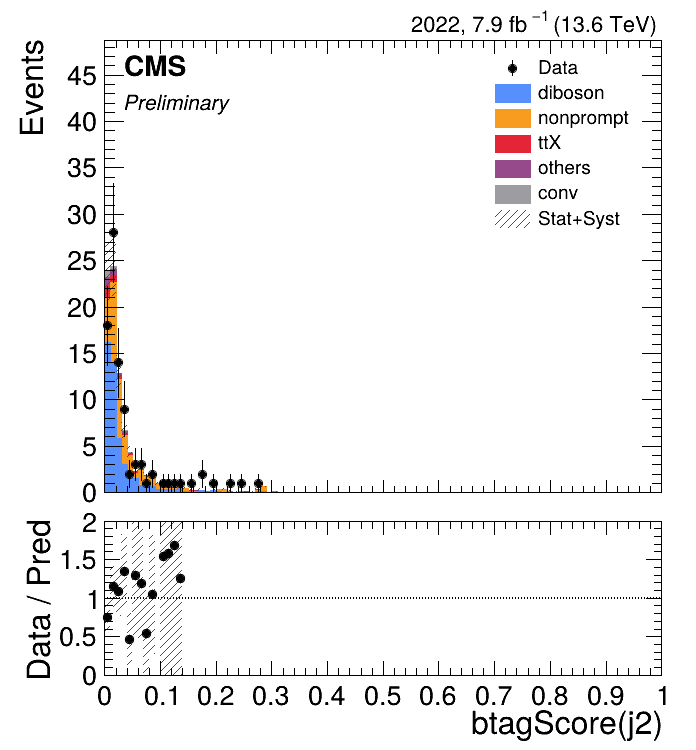 2022, 7.9 fb⁻¹ (13.6 TeV)
Events
CMS
Preliminary
Data
diboson
nonprompt
ttX
others
conv
Stat+Syst
45
40
35
30
25
20
15
10
5
0
Data / Pred
2
1.5
1
0.5
0
0 0.1 0.2 0.3 0.4 0.5 0.6 0.7 0.8 0.9 1
btagScore(j2)